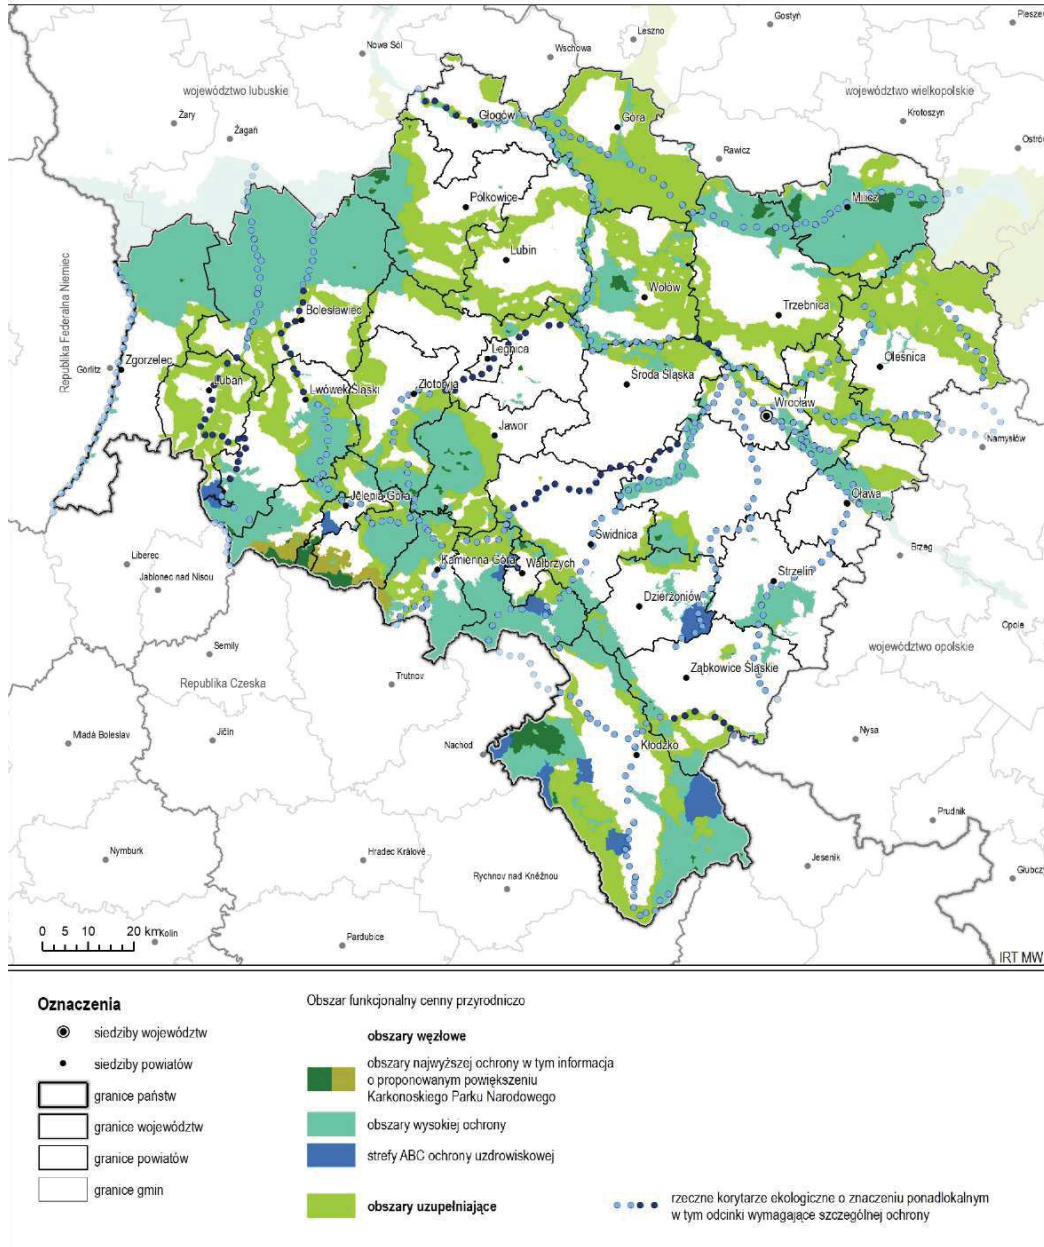 Gostyń
Pleszew
Leszno
Nowa Sól
Wschowa
województwo lubuskie
województwo wielkopolskie
Żary
Żagań
Głogów
Góra
Krotoszyn
Rawicz
Ostró
Polkowice
Milicz
Lubin
Wołów
Trzebnica
Republika Federalna Niemiec
Bolesławiec
Legnica
Oleśnica
Görlitz
Zgorzelec
Lubań
Lwówek Śląski
Złotoryja
Środa Śląska
Wrocław
Jawor
Namysłów
Jelenia Góra
Oława
Świdnica
Liberec
Kamienna Góra
Wałbrzych
Brzeg
Jablonec nad Nisou
Strzelin
Dzierżoniów
Opole
Semily
województwo opolskie
Republika Czeska
Trutnov
Ząbkowice Śląskie
Mladá Boleslav
Jičín
Nachod
Kłodzko
Nysa
Prudnik
Nymburk
Hradec Králové
Jesenik
Rychnov nad Kněžnou
Głubczy
0 5 10 20 km
Kolin
Pardubice
IRT MW
Oznaczenia
siedziby województw
siedziby powiatów
granice państw
granice województw
granice powiatów
granice gmin
Obszar funkcjonalny cenny przyrodniczo
obszary węzłowe
obszary najwyższej ochrony w tym informacja
o proponowanym powiększeniu
Karkonoskiego Parku Narodowego
obszary wysokiej ochrony
strefy ABC ochrony uzdrowiskowej
obszary uzupełniające
rzeczne korytarze ekologiczne o znaczeniu ponadlokalnym
w tym odcinki wymagające szczególnej ochrony